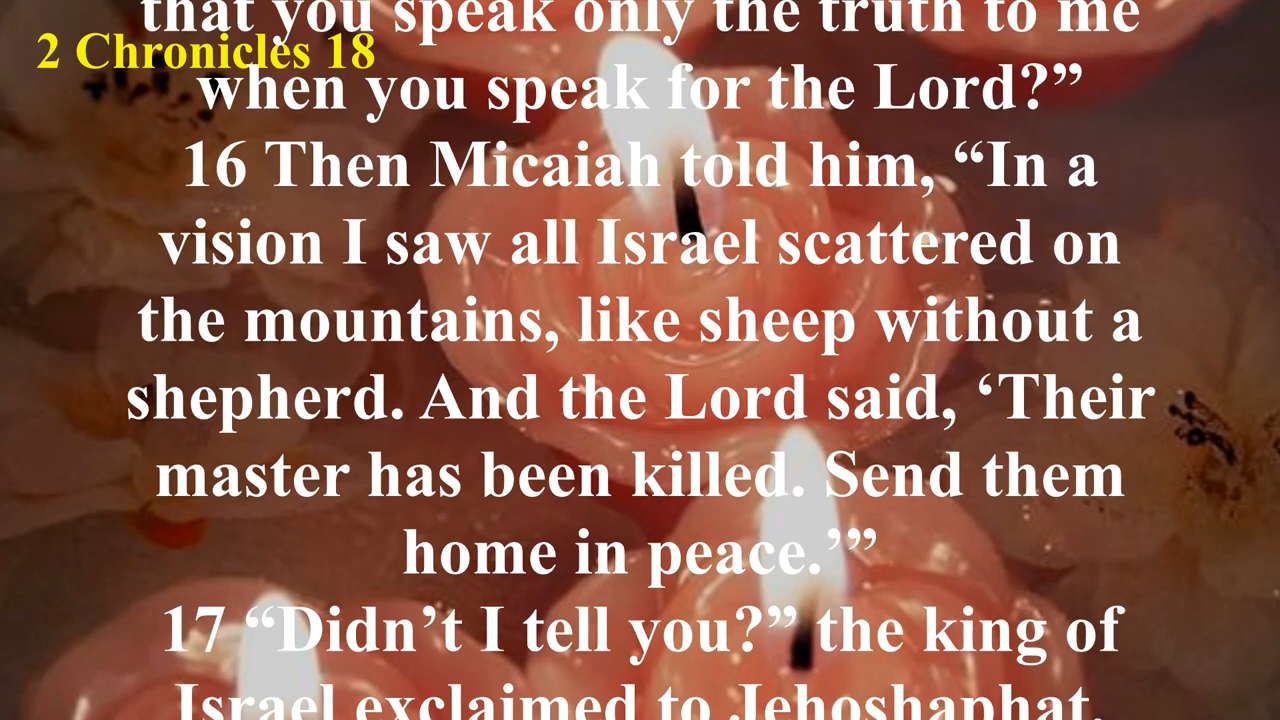 that you speak only the truth to me
2 Chronicles 18
when you speak for the Lord?”
16 Then Micaiah told him, “In a
vision I saw all Israel scattered on
the mountains, like sheep without a
shepherd. And the Lord said, ‘Their
master has been killed. Send them
home in peace.’”
17 “Didn’t I tell you?” the king of
Israel exclaimed to Jehoshaphat.